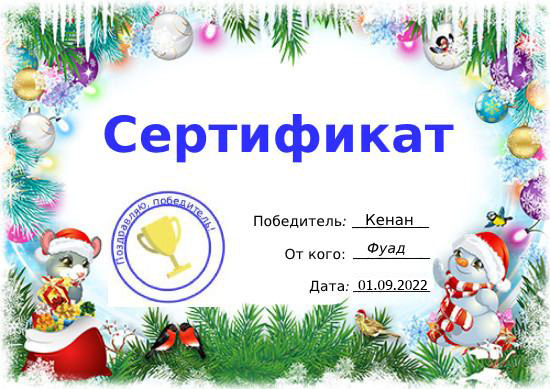 Сертификат
Поздравляю, победитель!
Победитель: Кенан
От кого: Фуад
Дата: 01.09.2022